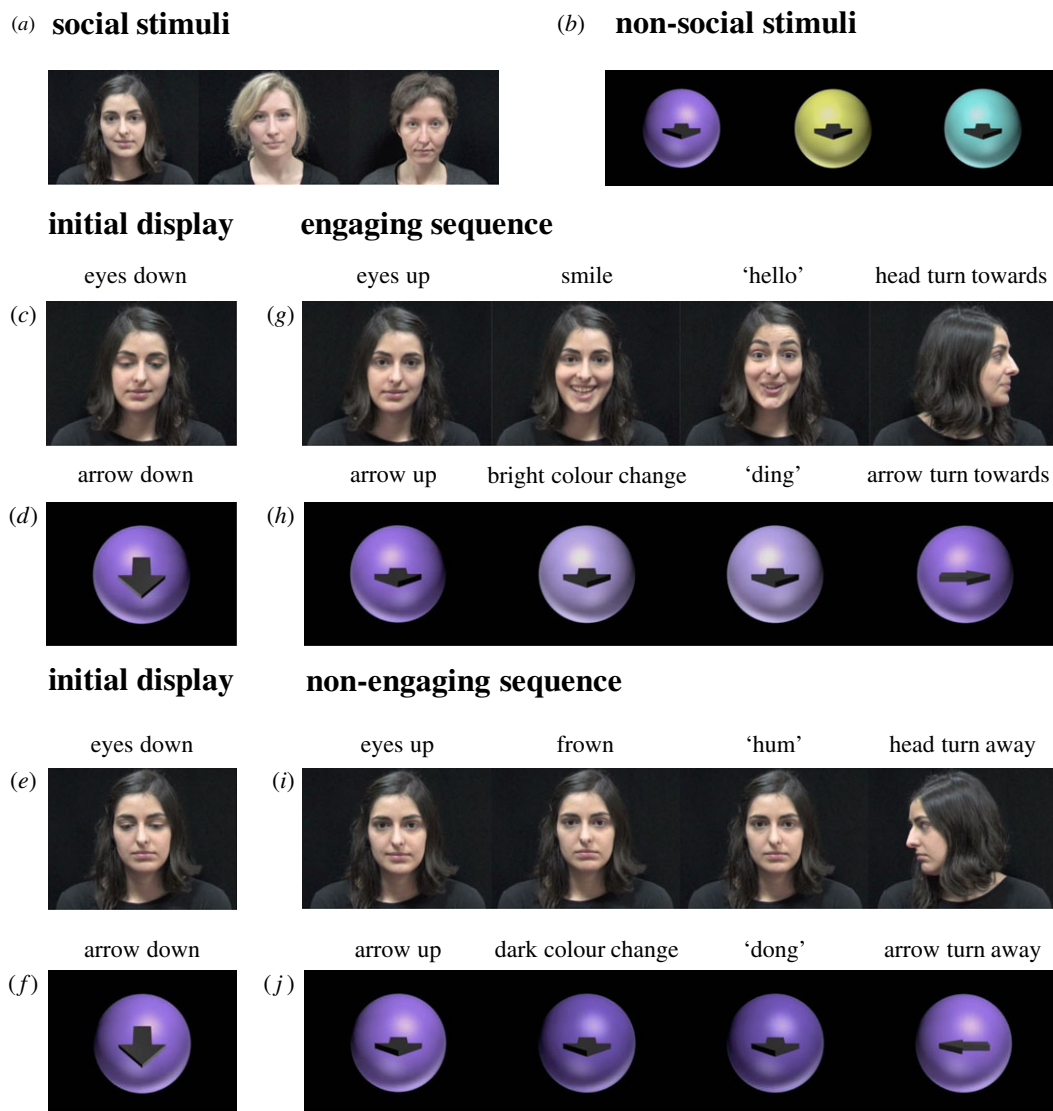 (a) social stimuli
(b) non-social stimuli
initial display engaging sequence
eyes down eyes up smile ‘hello’ head turn towards
(c) (g)
arrow down arrow up bright colour change ‘ding’ arrow turn towards
(d) (h)
initial display non-engaging sequence
eyes down eyes up frown ‘hum’ head turn away
(e) (i)
arrow down arrow up dark colour change ‘dong’ arrow turn away
(f) (j)